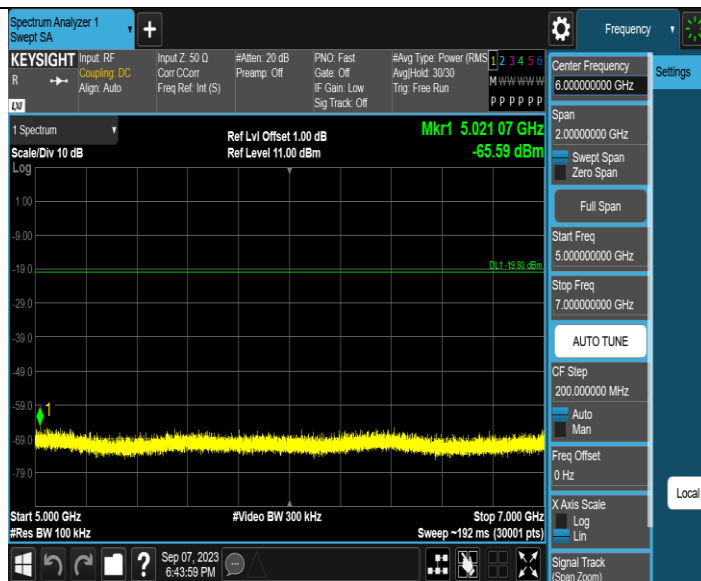 Spectrum Analyzer 1
Swept SA
Frequency
KEYSIGHT
R
LXI
Input: RF
Coupling: DC
Align: Auto
Input Z: 50 Ω
Corr CCorr
Freq Ref: Int (S)
#Atten: 20 dB
Preamp: Off
PNO: Fast
Gate: Off
IF Gain: Low
Sig Track: Off
#Avg Type: Power (RMS
Avg|Hold: 30/30
Trig: Free Run
1 2 3 4 5 6
M W W W W W
P P P P P P
Settings
1 Spectrum
Scale/Div 10 dB
Ref Lvl Offset 1.00 dB
Ref Level 11.00 dBm
Mkr1 5.021 07 GHz
-65.59 dBm
Log
1.00
-9.00
-19.0
DL1 -19.80 dBm
-29.0
-39.0
-49.0
-59.0
1
-69.0
-79.0
Start 5.000 GHz
#Res BW 100 kHz
#Video BW 300 kHz
Stop 7.000 GHz
Sweep ~192 ms (30001 pts)
Center Frequency
6.000000000 GHz
Span
2.00000000 GHz
Swept Span
Zero Span
Full Span
Start Freq
5.000000000 GHz
Stop Freq
7.000000000 GHz
AUTO TUNE
CF Step
200.000000 MHz
Auto
Man
Freq Offset
0 Hz
X Axis Scale
Log
Lin
Signal Track
(Span Zoom)
Local
?
Sep 07, 2023
6:43:59 PM